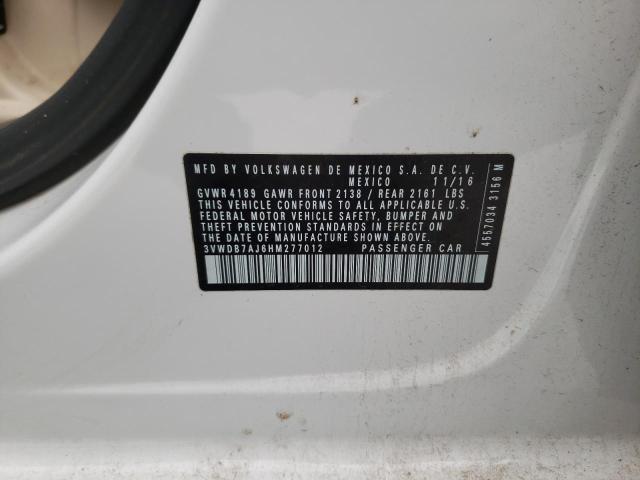 MFD BY VOLKSWAGEN DE MEXICO S.A. DE C.V.
MEXICO 11/16
GVWR 4189 GAWR FRONT 2138 / REAR 2161 LBS
THIS VEHICLE CONFORMS TO ALL APPLICABLE U.S.
FEDERAL MOTOR VEHICLE SAFETY, BUMPER AND
THEFT PREVENTION STANDARDS IN EFFECT ON THE
DATE OF MANUFACTURE SHOWN ABOVE.
3VWDB7AJ6HM277012 PASSENGER CAR
4557034 3156 M